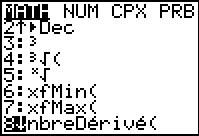 MATH NUM CPX PRB
2↑▶Dec
3:³
4:³√(
5:ˣ√
6:xfMin(
7:xfMax(
8↓nbreDérivé(